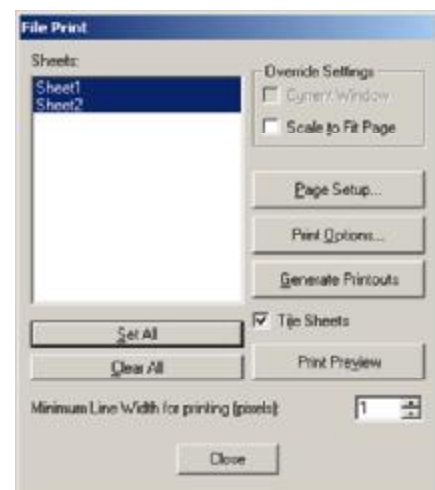 File Print
Sheets:
Sheet1
Sheet2
Override Settings
Current Window
Scale to Fit Page
Page Setup...
Print Options...
Generate Printouts
Set All
Tile Sheets
Clear All
Print Preview
Minimum Line Width for printing (pixels):
1
Close